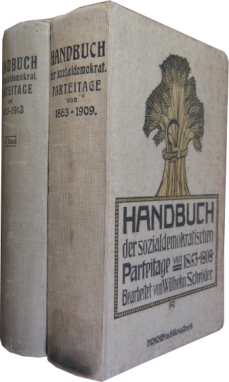 HANDBUCH
der sozialdemokrat.
PARTEITAGE
von
1910-1913
HANDBUCH
der sozialdemokrat.
PARTEITAGE
von
1863-1909.
HANDBUCH
der sozialdemokratischen
Parteitage von 1863-1909
Bearbeitet von Wilhelm Schröder